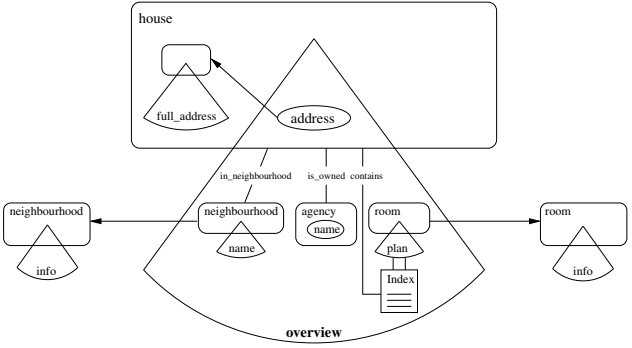 house
full_address
address
in_neighbourhood is_owned contains
neighbourhood neighbourhood agency room room
name
name plan
info info
Index
overview